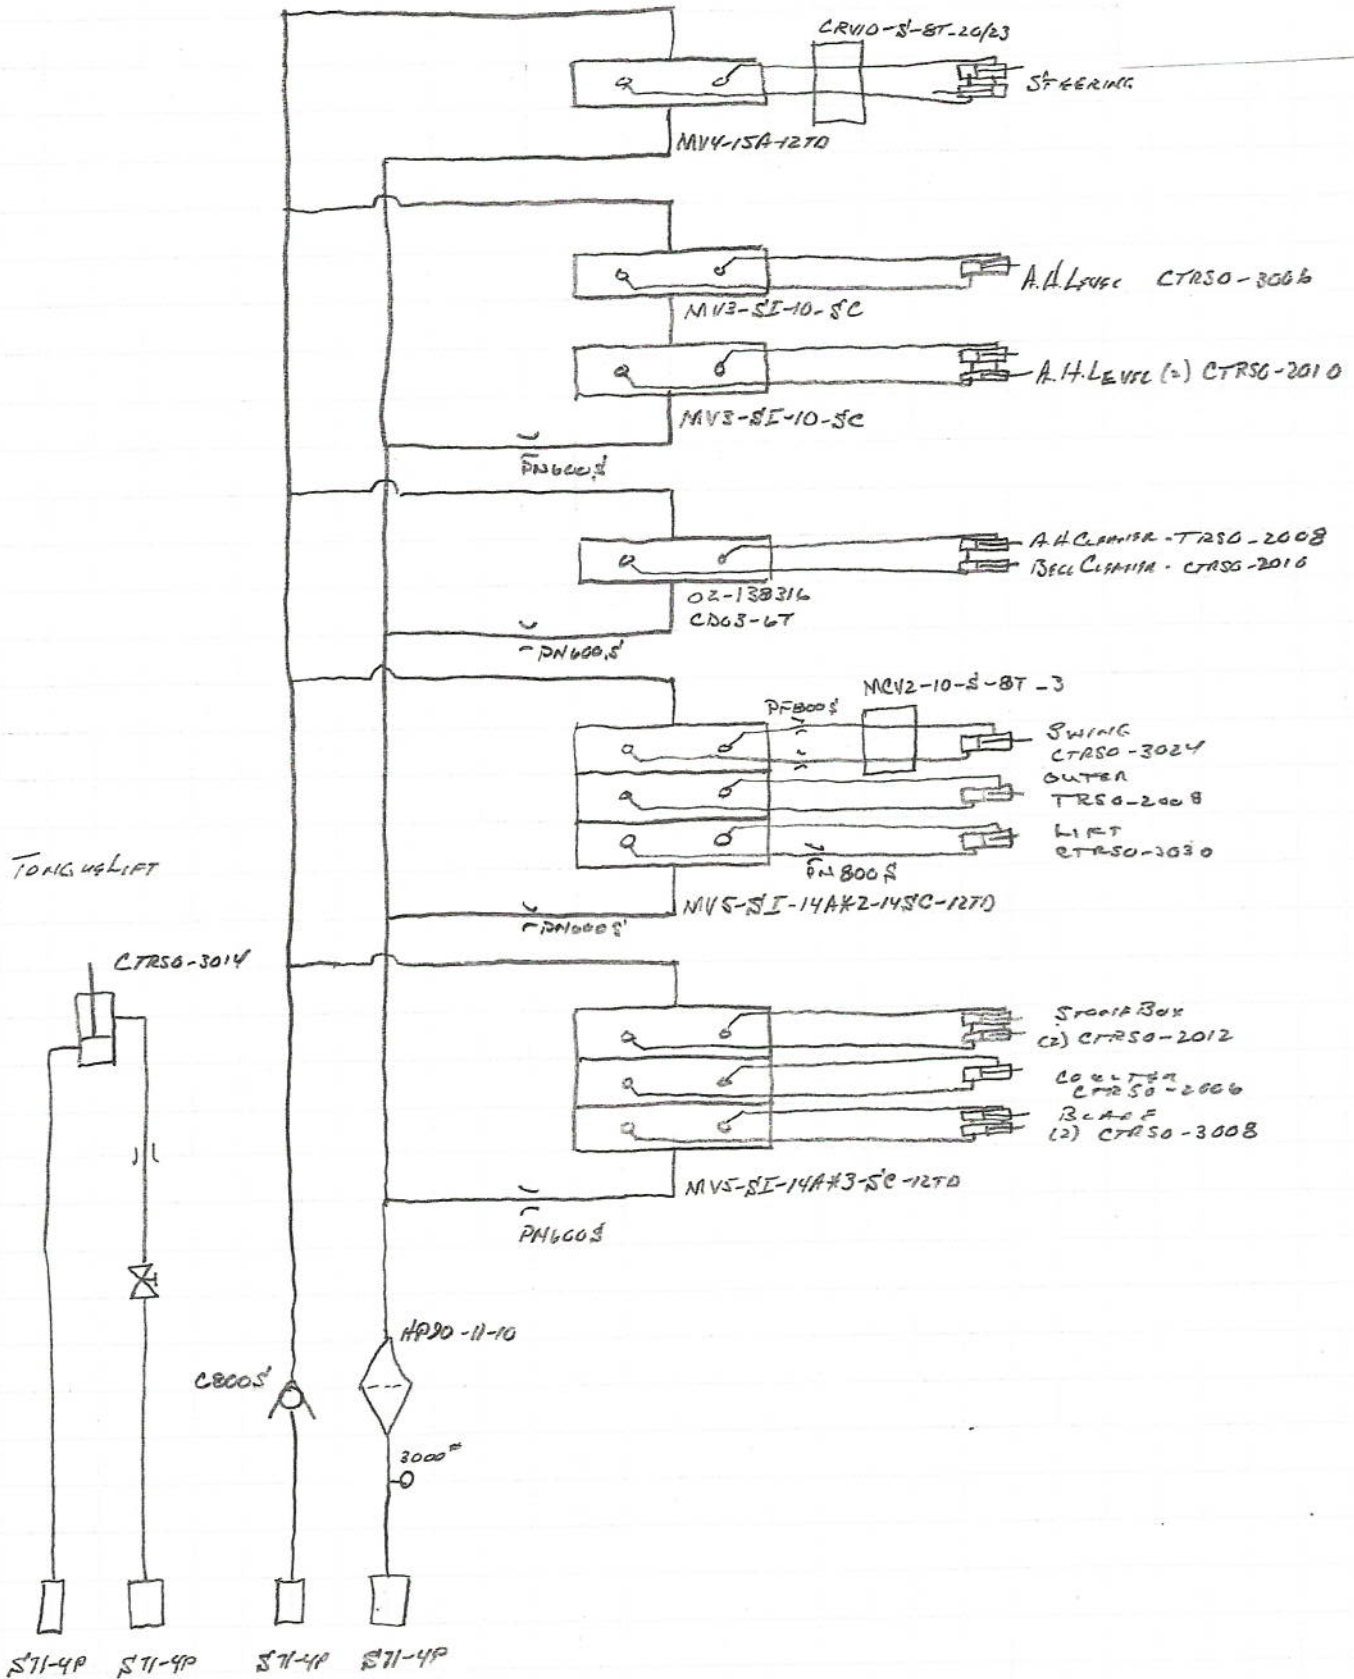 CRV10-S-8T-20/23
STEERING
MV4-15A-12TD
A.H. LEVEL CTRSO-3006
MV3-SI-10-SC
A.H. LEVEL (2) CTRSO-2010
MV3-SI-10-SC
PN600S
A.H CLEANER - TRSO-2008
BELL CLEANER - CTRSO-2010
02-138316
CD03-6T
PN600S
MCV2-10-S-8T-3
PF800S
SWING
CTRSO-3024
OUTER
TRSO-2008
LIFT
CTRSO-3030
PN800S
TONGUE LIFT
MV5-SI-14A*2-14SC-12TD
PN600S
CTRSO-3014
STONE BOX
(2) CTRSO-2012
COULTER
CTRSO-2006
BLADE
(2) CTRSO-3008
MV5-SI-14A*3-SC-12TD
PN600S
HP90-11-10
C800S
3000#
S71-4P S71-4P S71-4P S71-4P